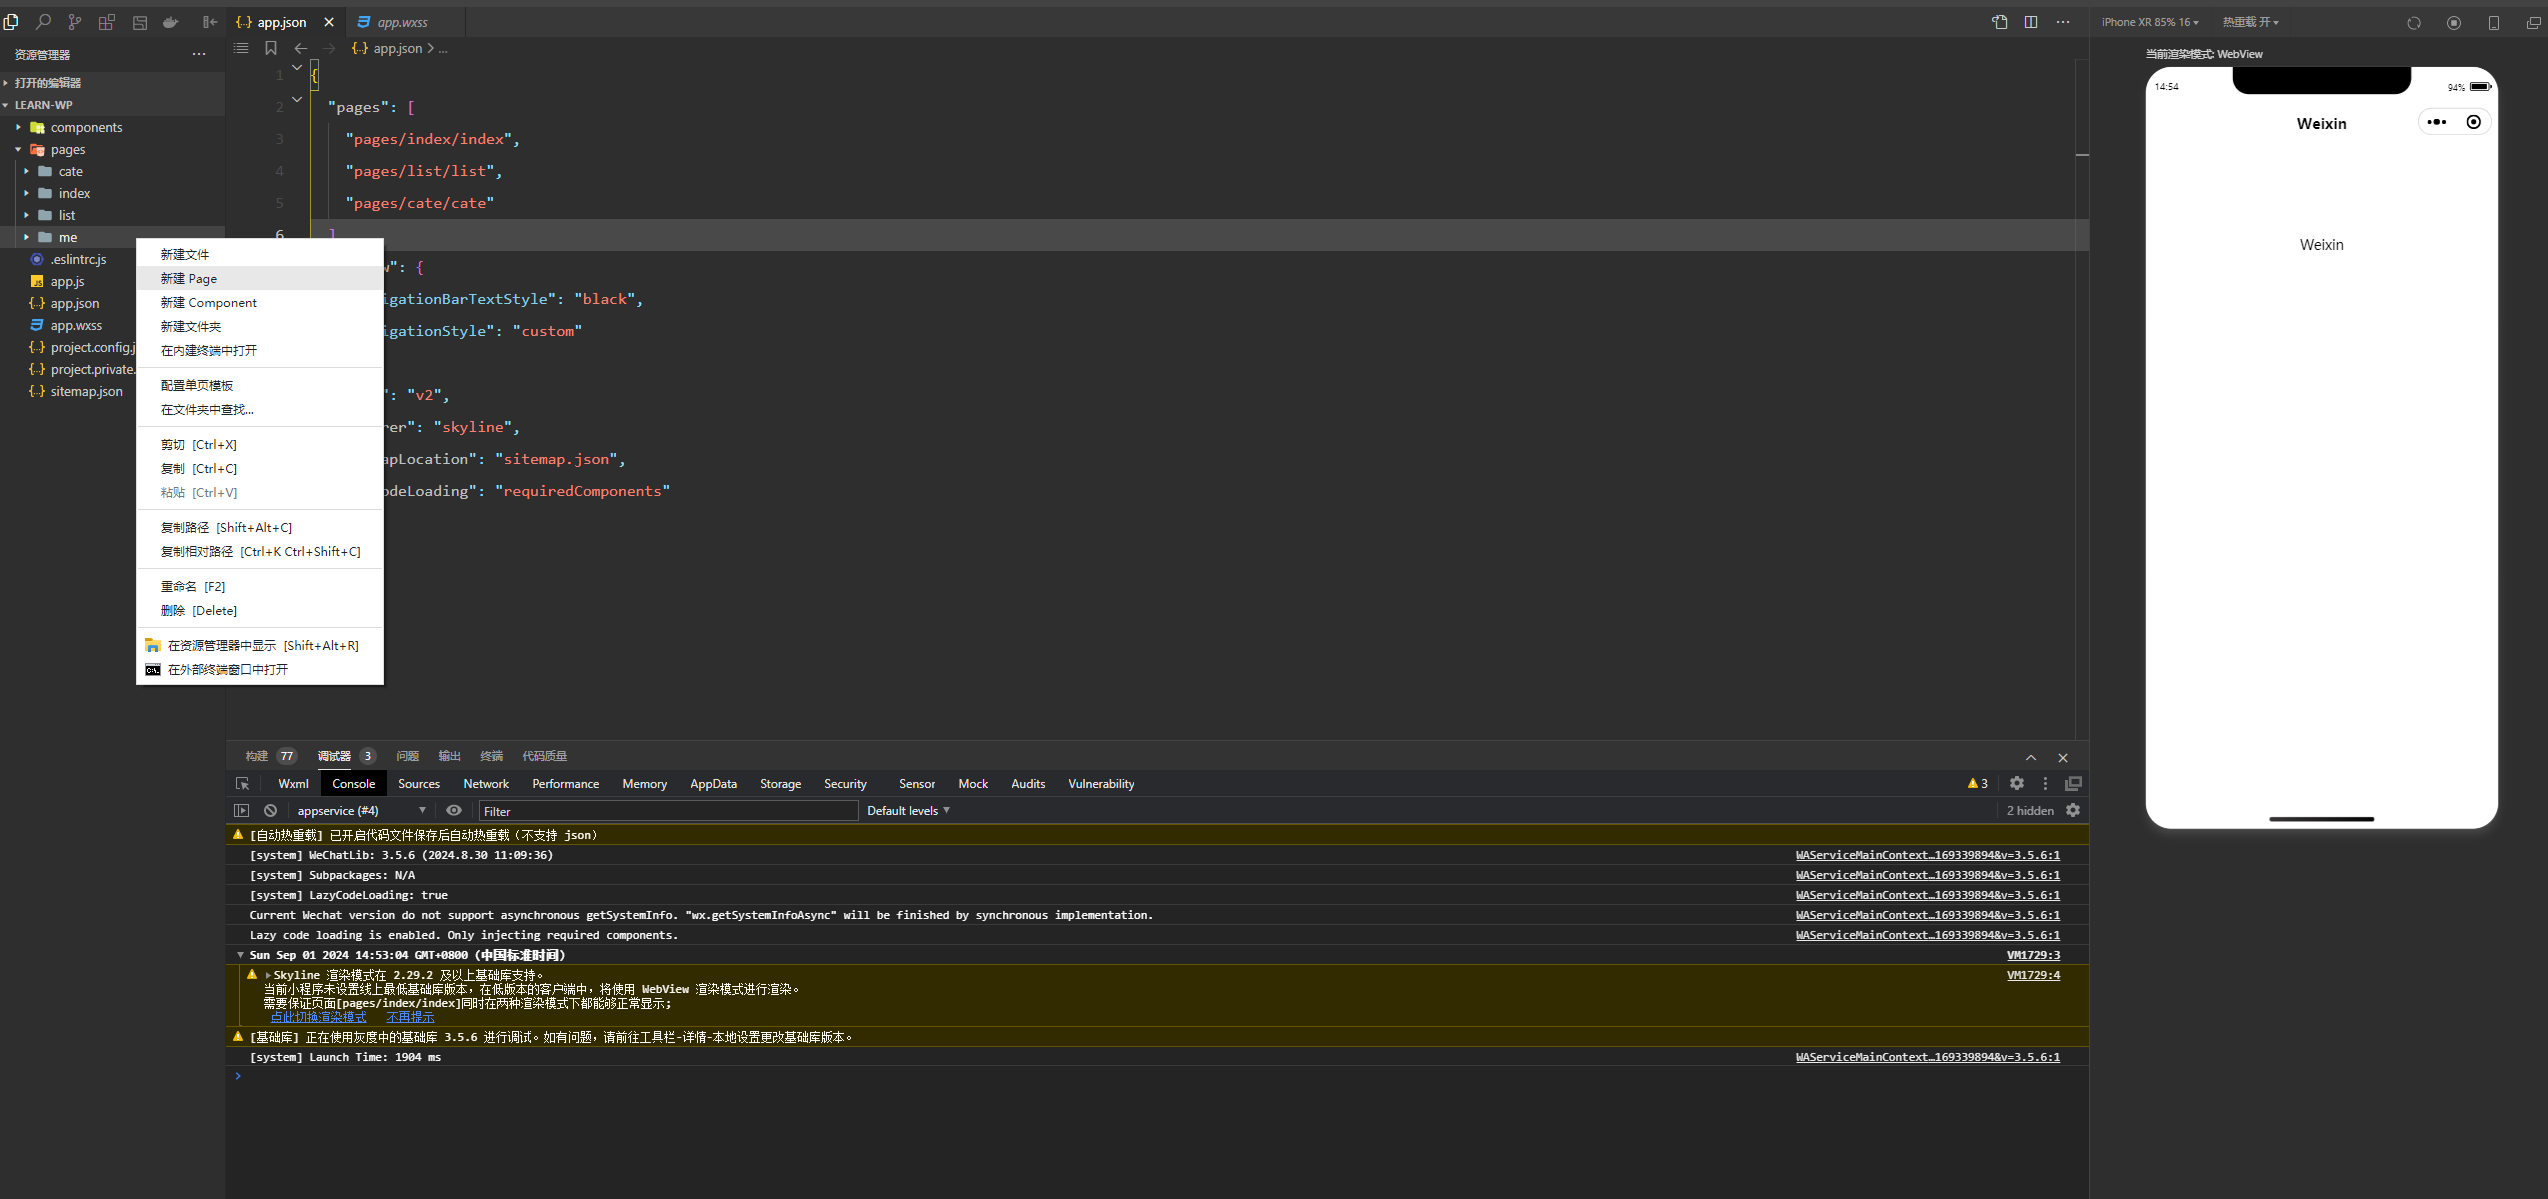 app.json
app.wxss
iPhone XR 85% 16
热重载 开
资源管理器
app.json
...
打开的编辑器
LEARN-WP
components
pages
cate
index
list
me
.eslintrc.js
app.js
app.json
app.wxss
project.config.j
project.private.
sitemap.json
新建文件
新建 Page
新建 Component
新建文件夹
在内建终端中打开
配置单页模板
在文件夹中查找...
剪切 [Ctrl+X]
复制 [Ctrl+C]
粘贴 [Ctrl+V]
复制路径 [Shift+Alt+C]
复制相对路径 [Ctrl+K Ctrl+Shift+C]
重命名 [F2]
删除 [Delete]
在资源管理器中显示 [Shift+Alt+R]
在外部终端窗口中打开
1 {
2 "pages": [
3 "pages/index/index",
4 "pages/list/list",
5 "pages/cate/cate"
6 ]
": {
igationBarTextStyle": "black",
igationStyle": "custom"
": "v2",
rer": "skyline",
apLocation": "sitemap.json",
odeLoading": "requiredComponents"
当前渲染模式: WebView
14:54
94%
Weixin
Weixin
构建 77 调试器 3 问题 输出 终端 代码质量
Wxml Console Sources Network Performance Memory AppData Storage Security Sensor Mock Audits Vulnerability
3
appservice (#4)
Filter
Default levels
2 hidden
[自动热重载] 已开启代码文件保存后自动热重载（不支持 json）
[system] WeChatLib: 3.5.6 (2024.8.30 11:09:36) WAServiceMainContext…169339894&v=3.5.6:1
[system] Subpackages: N/A WAServiceMainContext…169339894&v=3.5.6:1
[system] LazyCodeLoading: true WAServiceMainContext…169339894&v=3.5.6:1
Current Wechat version do not support asynchronous getSystemInfo. "wx.getSystemInfoAsync" will be finished by synchronous implementation. WAServiceMainContext…169339894&v=3.5.6:1
Lazy code loading is enabled. Only injecting required components. WAServiceMainContext…169339894&v=3.5.6:1
Sun Sep 01 2024 14:53:04 GMT+0800 (中国标准时间) VM1729:3
Skyline 渲染模式在 2.29.2 及以上基础库支持。 VM1729:4
当前小程序未设置线上最低基础库版本，在低版本的客户端中，将使用 WebView 渲染模式进行渲染。
需要保证页面[pages/index/index]同时在两种渲染模式下都能够正常显示;
点此切换渲染模式 不再提示
[基础库] 正在使用灰度中的基础库 3.5.6 进行调试。如有问题，请前往工具栏-详情-本地设置更改基础库版本。
[system] Launch Time: 1904 ms WAServiceMainContext…169339894&v=3.5.6:1